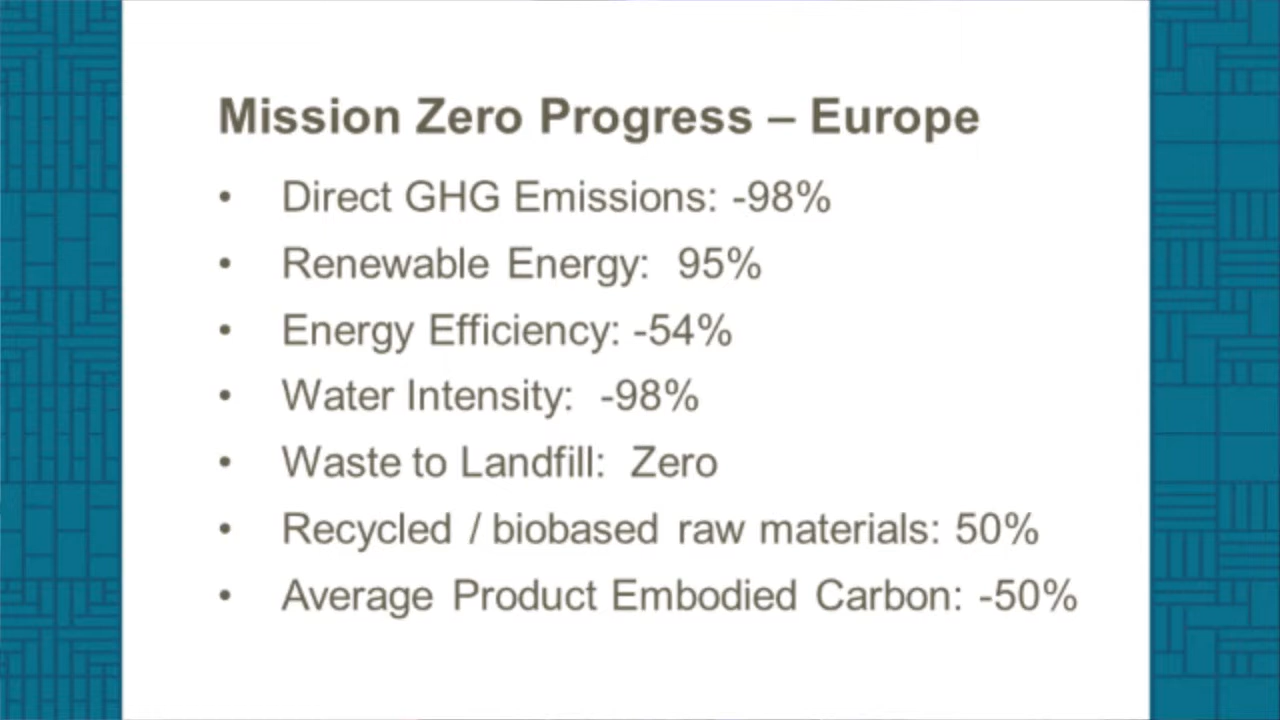 Mission Zero Progress – Europe
• Direct GHG Emissions: -98%
• Renewable Energy: 95%
• Energy Efficiency: -54%
• Water Intensity: -98%
• Waste to Landfill: Zero
• Recycled / biobased raw materials: 50%
• Average Product Embodied Carbon: -50%